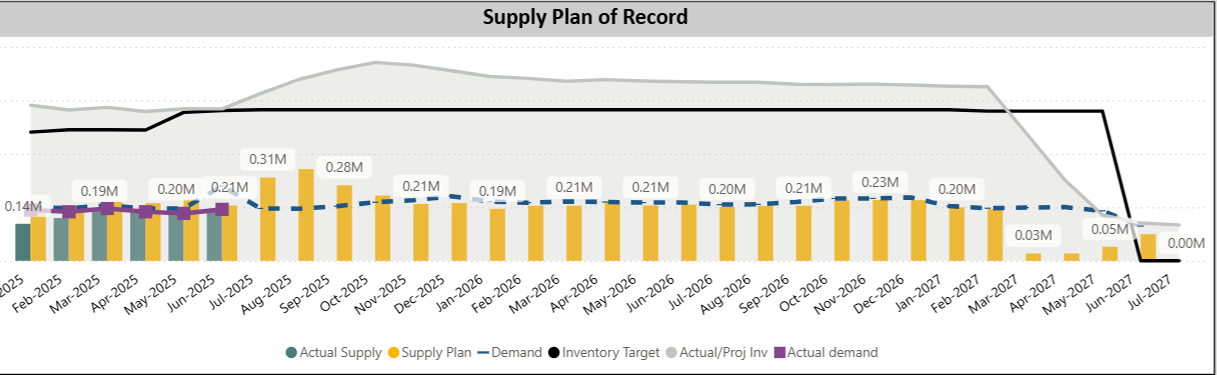 Supply Plan of Record
0.14M
0.19M
0.20M
0.21M
0.31M
0.28M
0.21M
0.19M
0.21M
0.21M
0.20M
0.21M
0.23M
0.20M
0.03M
0.05M
0.00M
2025
Feb-2025
Mar-2025
Apr-2025
May-2025
Jun-2025
Jul-2025
Aug-2025
Sep-2025
Oct-2025
Nov-2025
Dec-2025
Jan-2026
Feb-2026
Mar-2026
Apr-2026
May-2026
Jun-2026
Jul-2026
Aug-2026
Sep-2026
Oct-2026
Nov-2026
Dec-2026
Jan-2027
Feb-2027
Mar-2027
Apr-2027
May-2027
Jun-2027
Jul-2027
Actual Supply Supply Plan Demand Inventory Target Actual/Proj Inv Actual demand